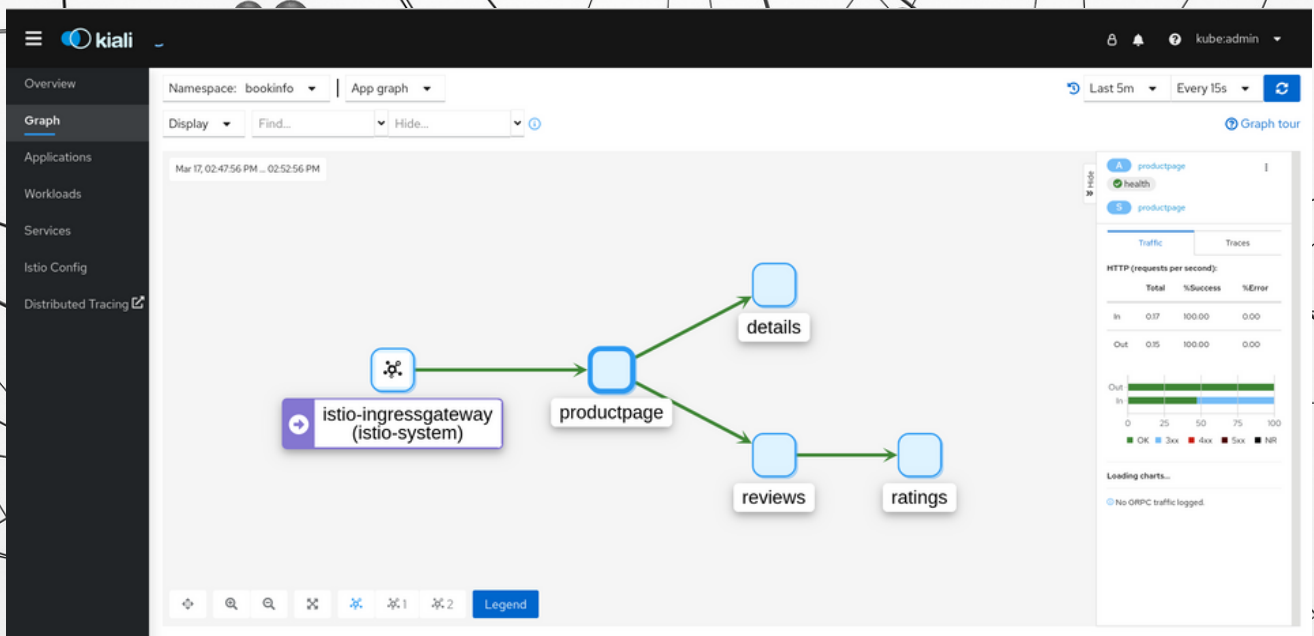 kiali
kube:admin
Overview
Graph
Applications
Workloads
Services
Istio Config
Distributed Tracing
Namespace: bookinfo
App graph
Last 5m
Every 15s
Display
Find...
Hide...
Graph tour
Mar 17, 02:47:56 PM ... 02:52:56 PM
details
istio-ingressgateway
(istio-system)
productpage
reviews
ratings
1
2
Legend
Hide
A productpage
health
S productpage
Traffic Traces
HTTP (requests per second):
Total %Success %Error
In 0.17 100.00 0.00
Out 0.15 100.00 0.00
Out
In
0 25 50 75 100
OK 3xx 4xx 5xx NR
Loading charts...
No GRPC traffic logged.